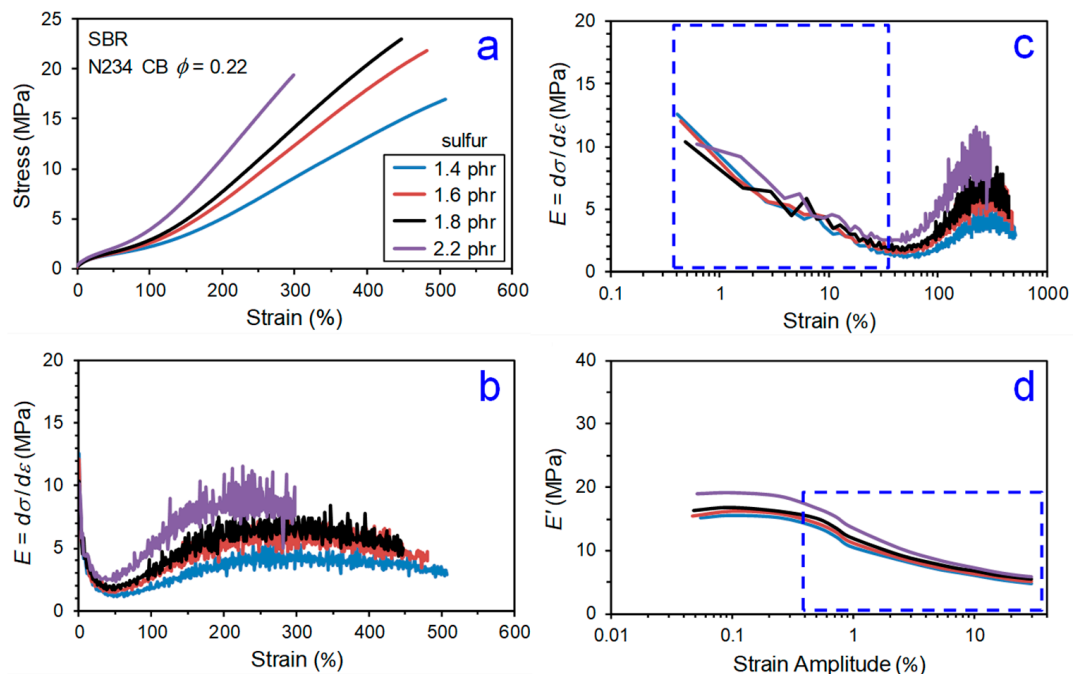 a
SBR
N234 CB ϕ = 0.22
sulfur
1.4 phr
1.6 phr
1.8 phr
2.2 phr
Stress (MPa)
25
20
15
10
5
0
0 100 200 300 400 500 600
Strain (%)
c
E = dσ/dε (MPa)
20
15
10
5
0
0.1 1 10 100 1000
Strain (%)
b
E = dσ/dε (MPa)
20
15
10
5
0
0 100 200 300 400 500 600
Strain (%)
d
E′ (MPa)
40
30
20
10
0
0.01 0.1 1 10
Strain Amplitude (%)